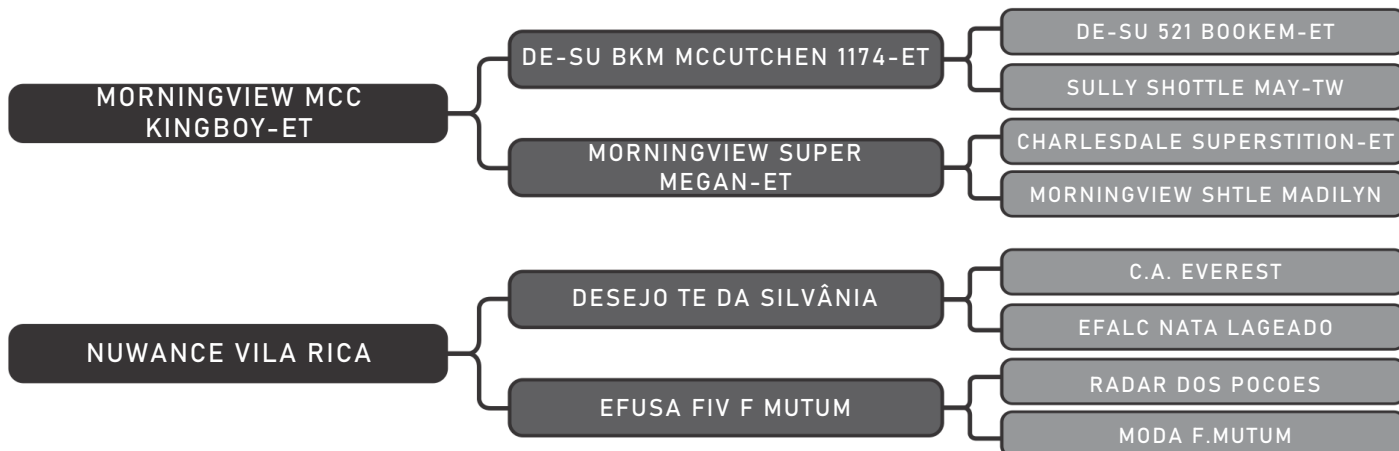 MORNINGVIEW MCC
KINGBOY-ET
DE-SU BKM MCCUTCHEN 1174-ET
DE-SU 521 BOOKEM-ET
SULLY SHOTTLE MAY-TW
MORNINGVIEW SUPER
MEGAN-ET
CHARLESDALE SUPERSTITION-ET
MORNINGVIEW SHTLE MADILYN
NUWANCE VILA RICA
DESEJO TE DA SILVÂNIA
C.A. EVEREST
EFALC NATA LAGEADO
EFUSA FIV F MUTUM
RADAR DOS POCOES
MODA F.MUTUM